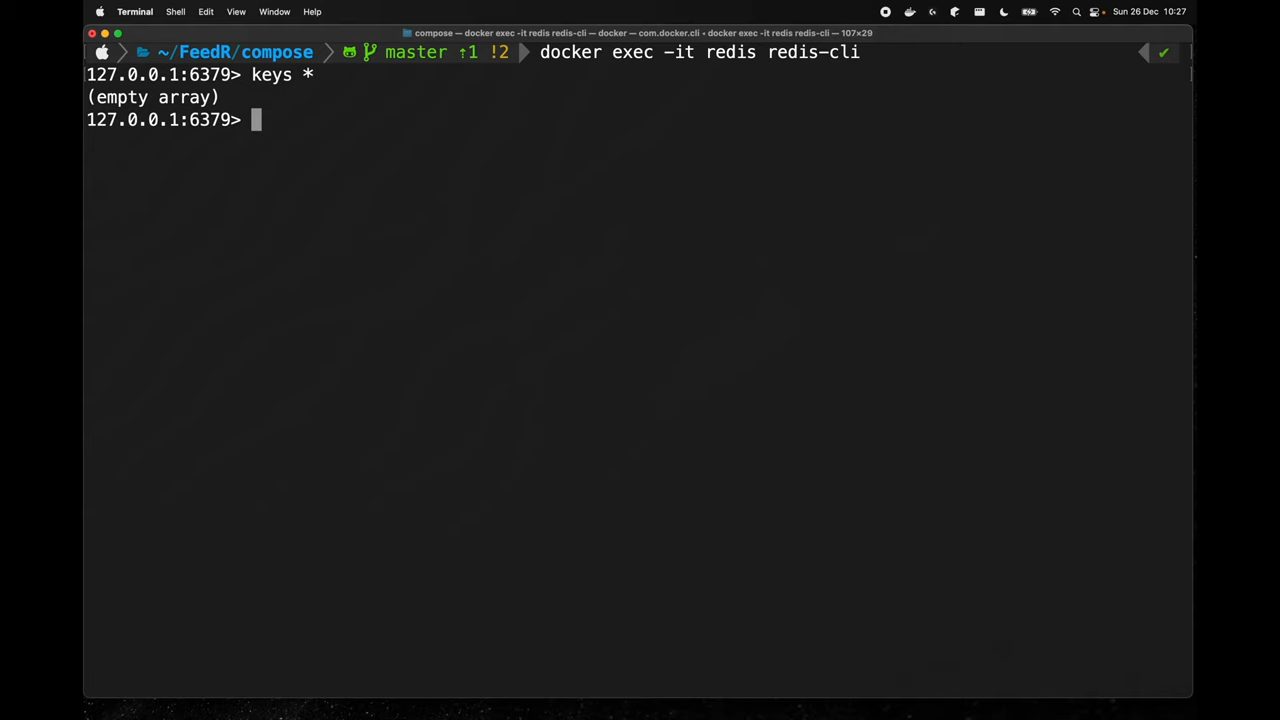 Terminal Shell Edit View Window Help Sun 26 Dec 10:27
compose — docker exec -it redis redis-cli — docker — com.docker.cli • docker exec -it redis redis-cli — 107×29
~/FeedR/compose master ⇡1 !2 docker exec -it redis redis-cli ✔
127.0.0.1:6379> keys *
(empty array)
127.0.0.1:6379>